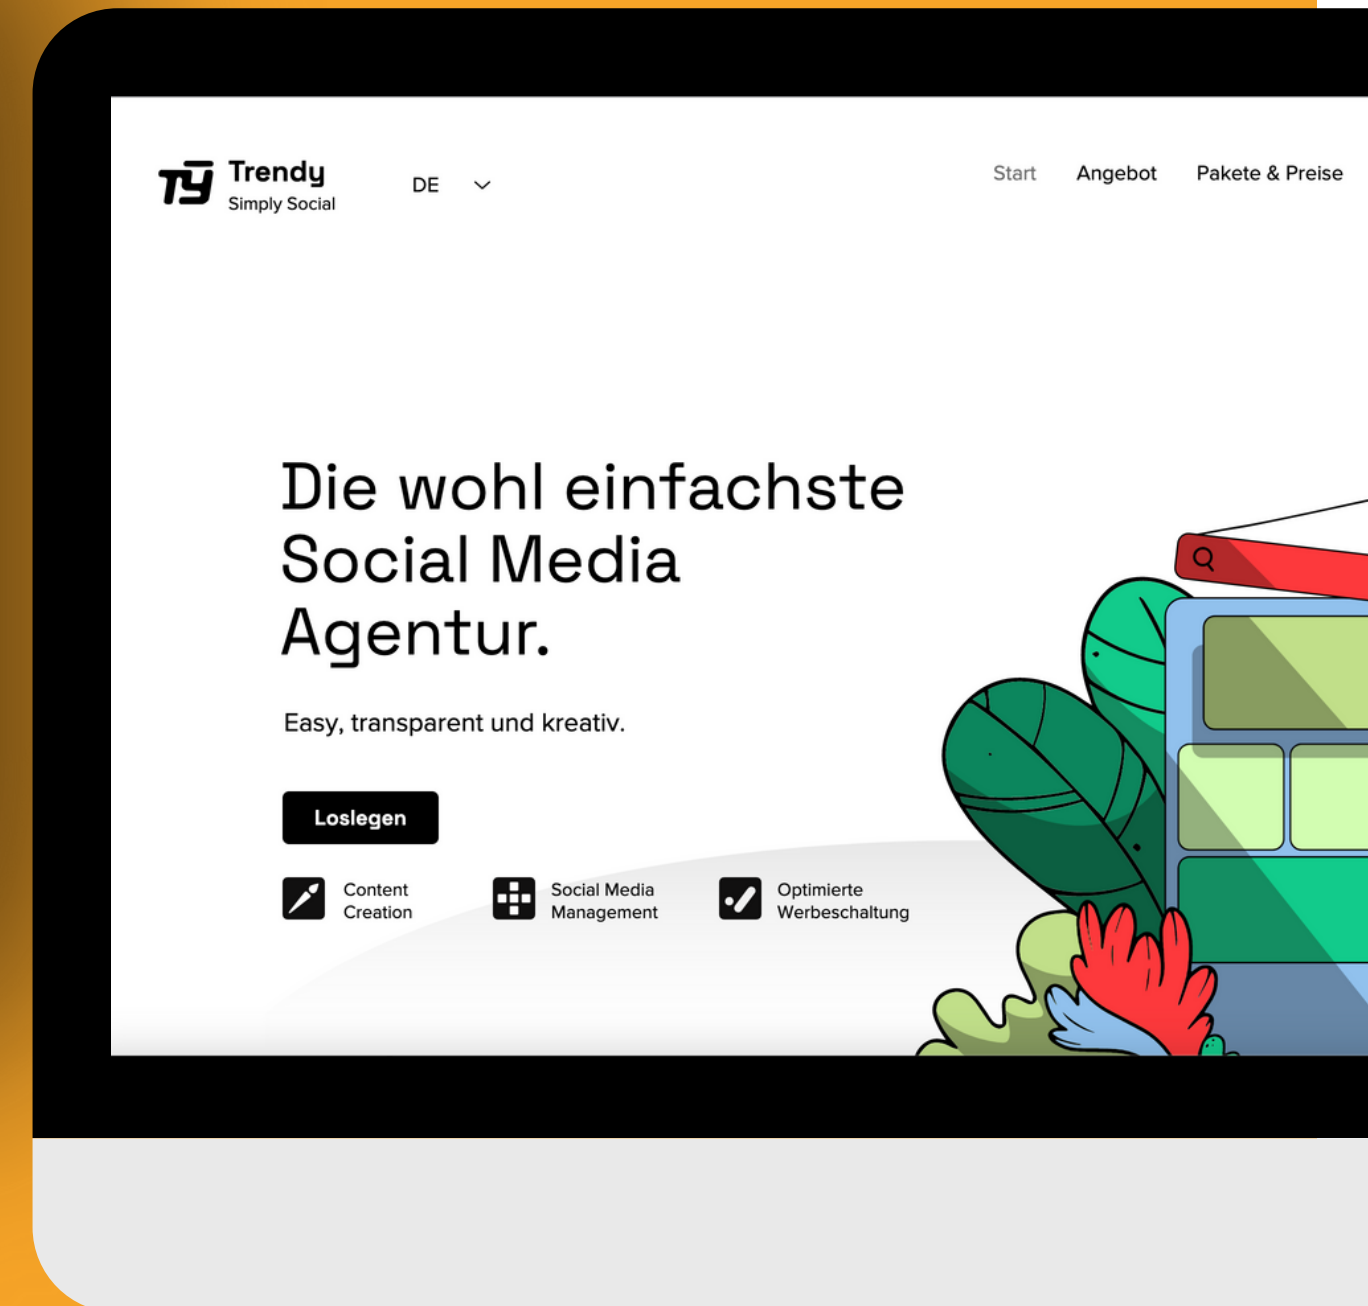 Trendy
Simply Social
DE
Start Angebot Pakete & Preise
Die wohl einfachste
Social Media
Agentur.
Easy, transparent und kreativ.
Loslegen
Content
Creation
Social Media
Management
Optimierte
Werbeschaltung